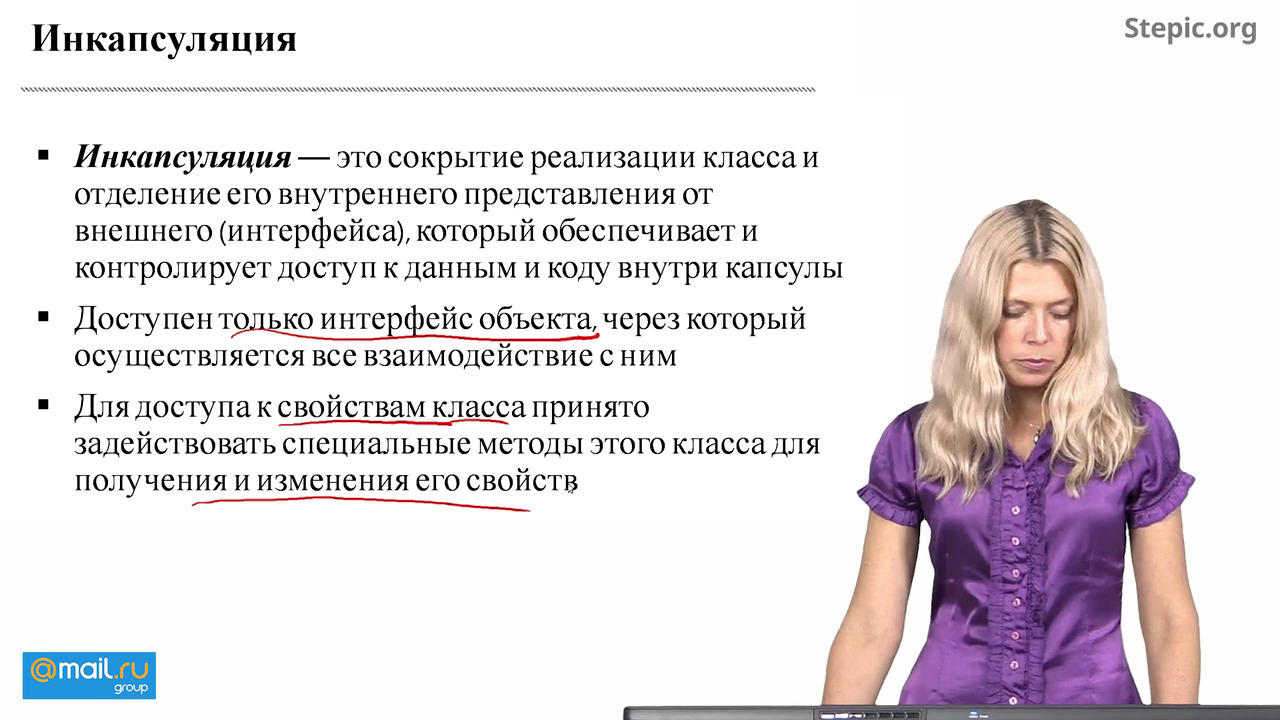 Инкапсуляция
Stepic.org
▪ Инкапсуляция — это сокрытие реализации класса и
отделение его внутреннего представления от
внешнего (интерфейса), который обеспечивает и
контролирует доступ к данным и коду внутри капсулы
▪ Доступен только интерфейс объекта, через который
осуществляется все взаимодействие с ним
▪ Для доступа к свойствам класса принято
задействовать специальные методы этого класса для
получения и изменения его свойств
@mail.ru
group